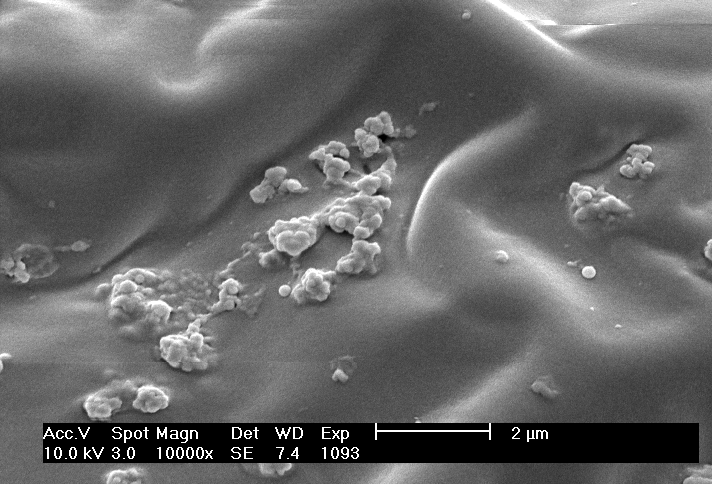 Acc.V Spot Magn Det WD Exp 2 µm
10.0 kV 3.0 10000x SE 7.4 1093